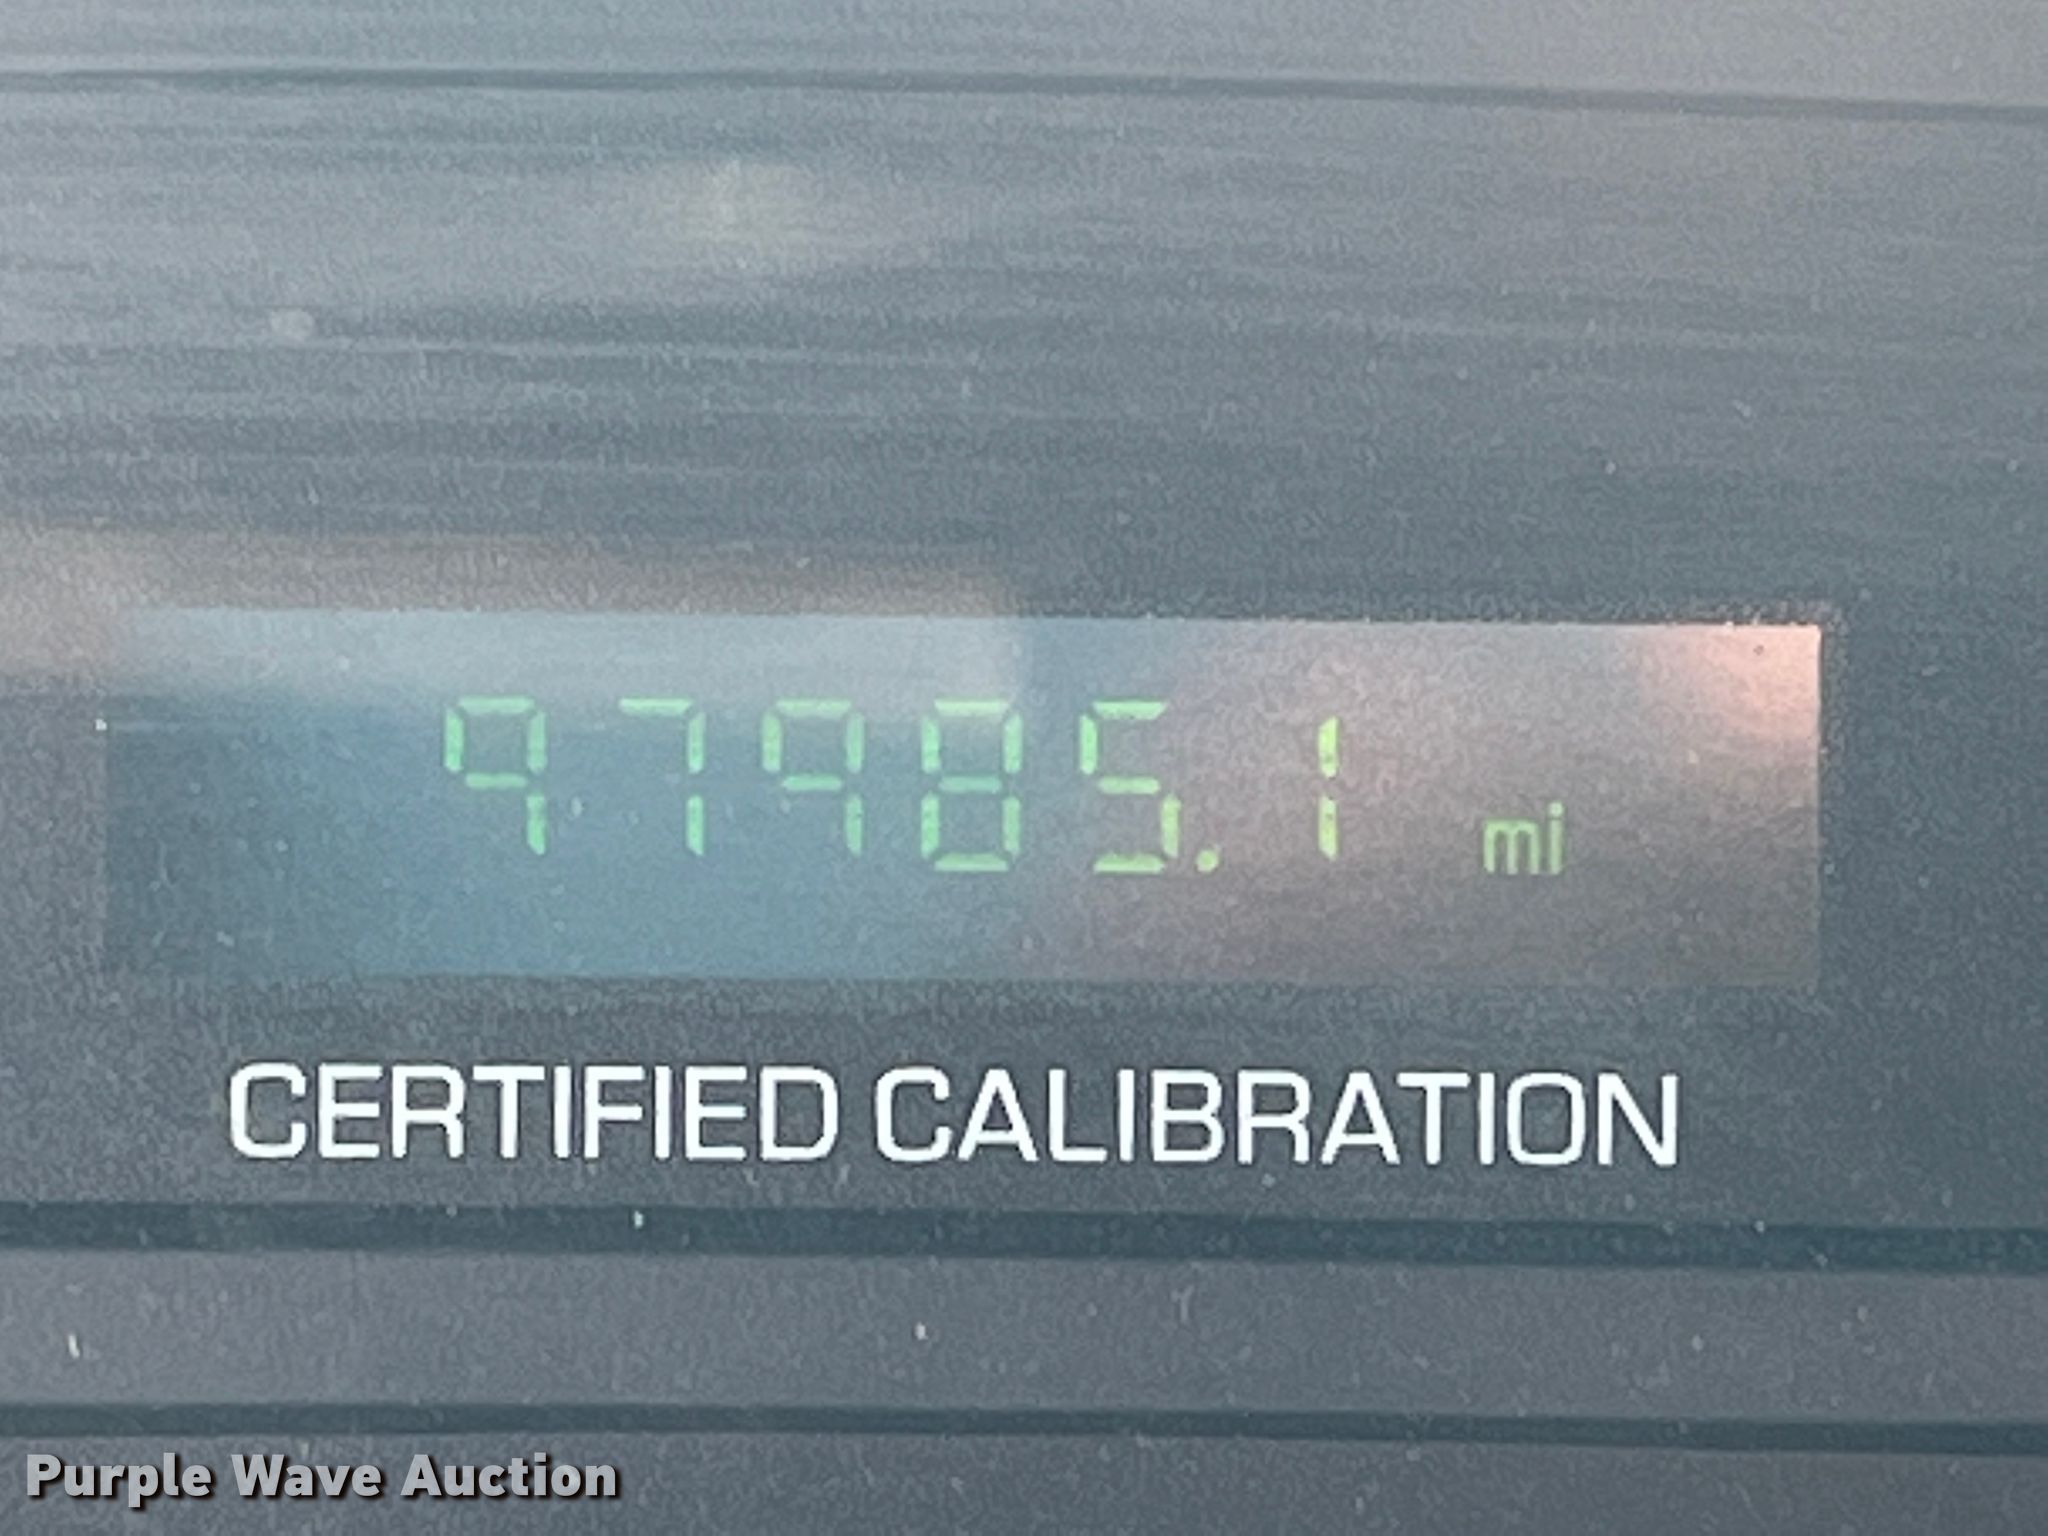 97985.1 mi
CERTIFIED CALIBRATION
Purple Wave Auction